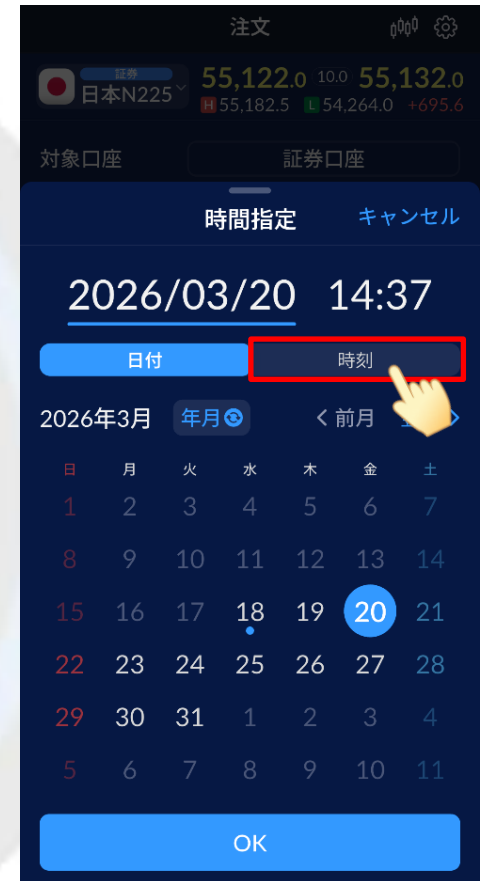 注文
証券
日本N225
55,122.0 10.0 55,132.0
H 55,182.5 L 54,264.0 +695.6
対象口座 証券口座
時間指定 キャンセル
2026/03/20 14:37
日付 時刻
2026年3月 年月 < 前月 >
日 月 火 水 木 金 土
1 2 3 4 5 6 7
8 9 10 11 12 13 14
15 16 17 18 19 20 21
22 23 24 25 26 27 28
29 30 31 1 2 3 4
5 6 7 8 9 10 11
OK